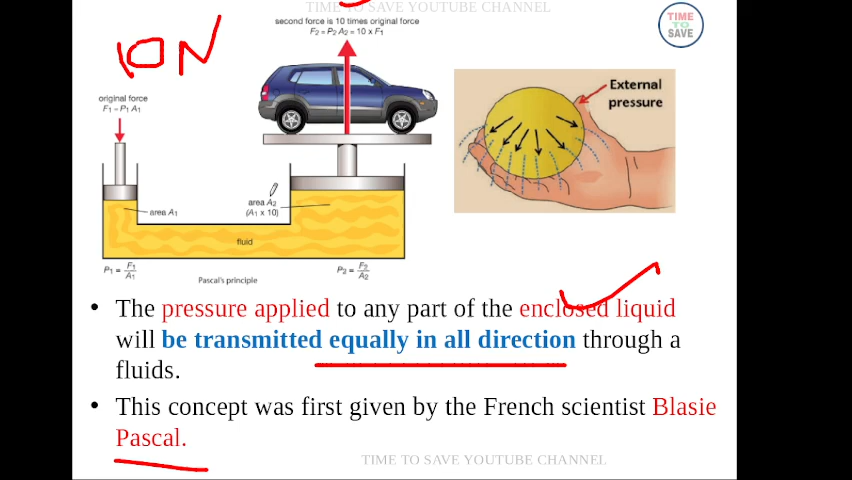 TIME TO SAVE YOUTUBE CHANNEL
second force is 10 times original force
F₂ = P₂ A₂ = 10 x F₁
TIME
TO
SAVE
10 N
original force
F₁ = P₁ A₁
External
pressure
area A₁
area A₂
(A₁ x 10)
fluid
P₁ = F₁/A₁
P₂ = F₂/A₂
Pascal's principle
• The pressure applied to any part of the enclosed liquid
will be transmitted equally in all direction through a
fluids.
• This concept was first given by the French scientist Blasie
Pascal.
TIME TO SAVE YOUTUBE CHANNEL